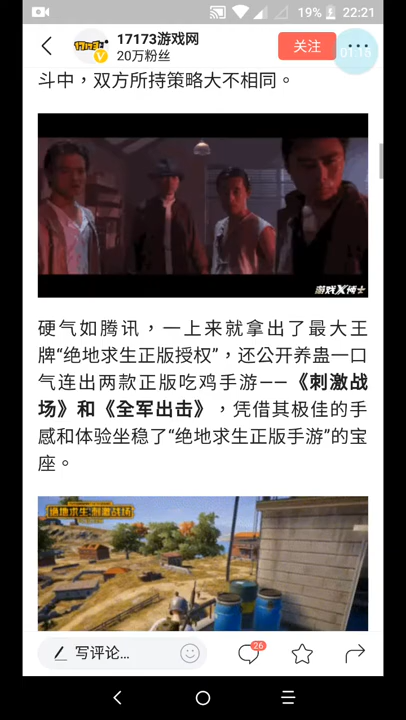 19% 22:21
17173
17173游戏网
20万粉丝
关注
01:13
斗中，双方所持策略大不相同。
游戏X博士
硬气如腾讯，一上来就拿出了最大王
牌“绝地求生正版授权”，还公开养蛊一口
气连出两款正版吃鸡手游——《刺激战
场》和《全军出击》，凭借其极佳的手
感和体验坐稳了“绝地求生正版手游”的宝
座。
绝地求生:刺激战场
写评论...
26